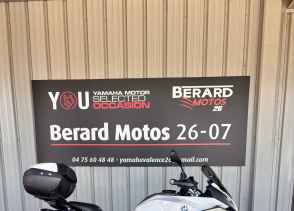 YOU YAMAHA MOTOR
SELECTED
OCCASION
BERARD
MOTOS
26
Berard Motos 26-07
04 75 60 48 48 - yamahavalence26@gmail.com